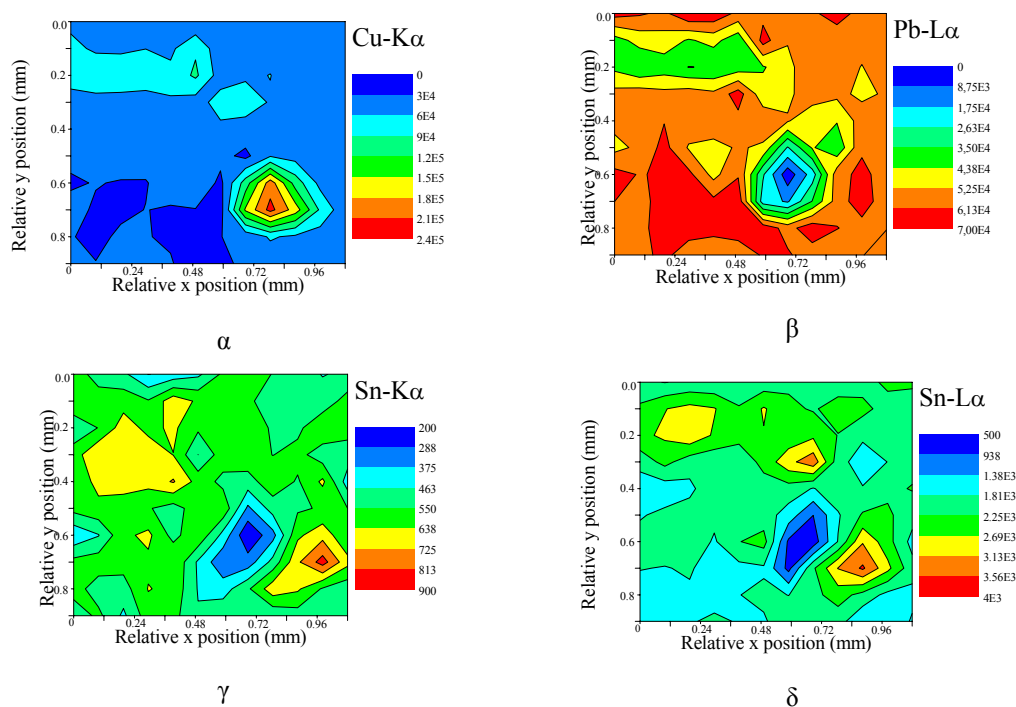 Cu-Kα
0.0
0.2
0.4
0.6
0.8
0
0.24
0.48
0.72
0.96
Relative y position (mm)
Relative x position (mm)
0
3E4
6E4
9E4
1.2E5
1.5E5
1.8E5
2.1E5
2.4E5
α
Pb-Lα
0.0
0.2
0.4
0.6
0.8
0
0.24
0.48
0.72
0.96
Relative y position (mm)
Relative x position (mm)
0
8,75E3
1,75E4
2,63E4
3,50E4
4,38E4
5,25E4
6,13E4
7,00E4
β
Sn-Kα
0.0
0.2
0.4
0.6
0.8
0
0.24
0.48
0.72
0.96
Relative y position (mm)
Relative x position (mm)
200
288
375
463
550
638
725
813
900
γ
Sn-Lα
0.0
0.2
0.4
0.6
0.8
0
0.24
0.48
0.72
0.96
Relative y position (mm)
Relative x position (mm)
500
938
1.38E3
1.81E3
2.25E3
2.69E3
3.13E3
3.56E3
4E3
δ